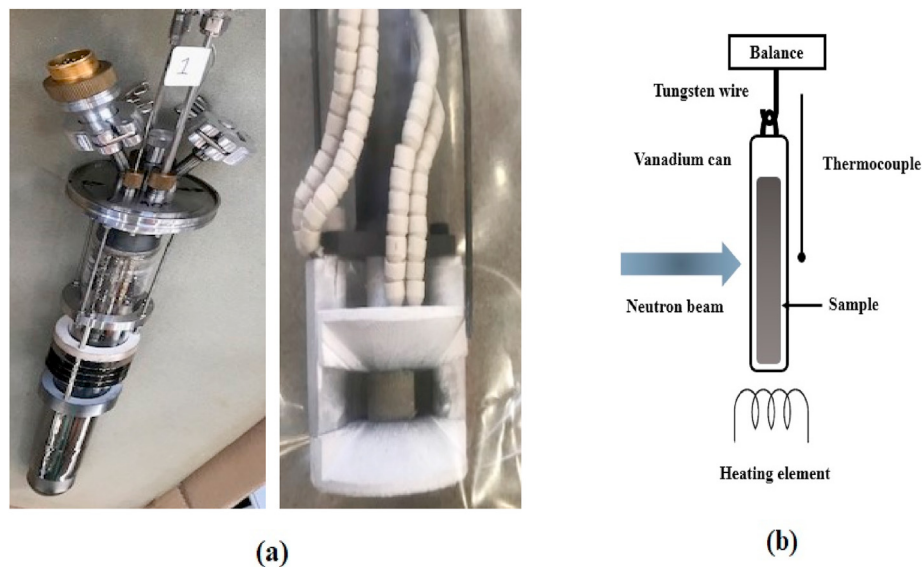 1
Balance
Tungsten wire
Vanadium can
Thermocouple
Neutron beam
Sample
Heating element
(a)
(b)